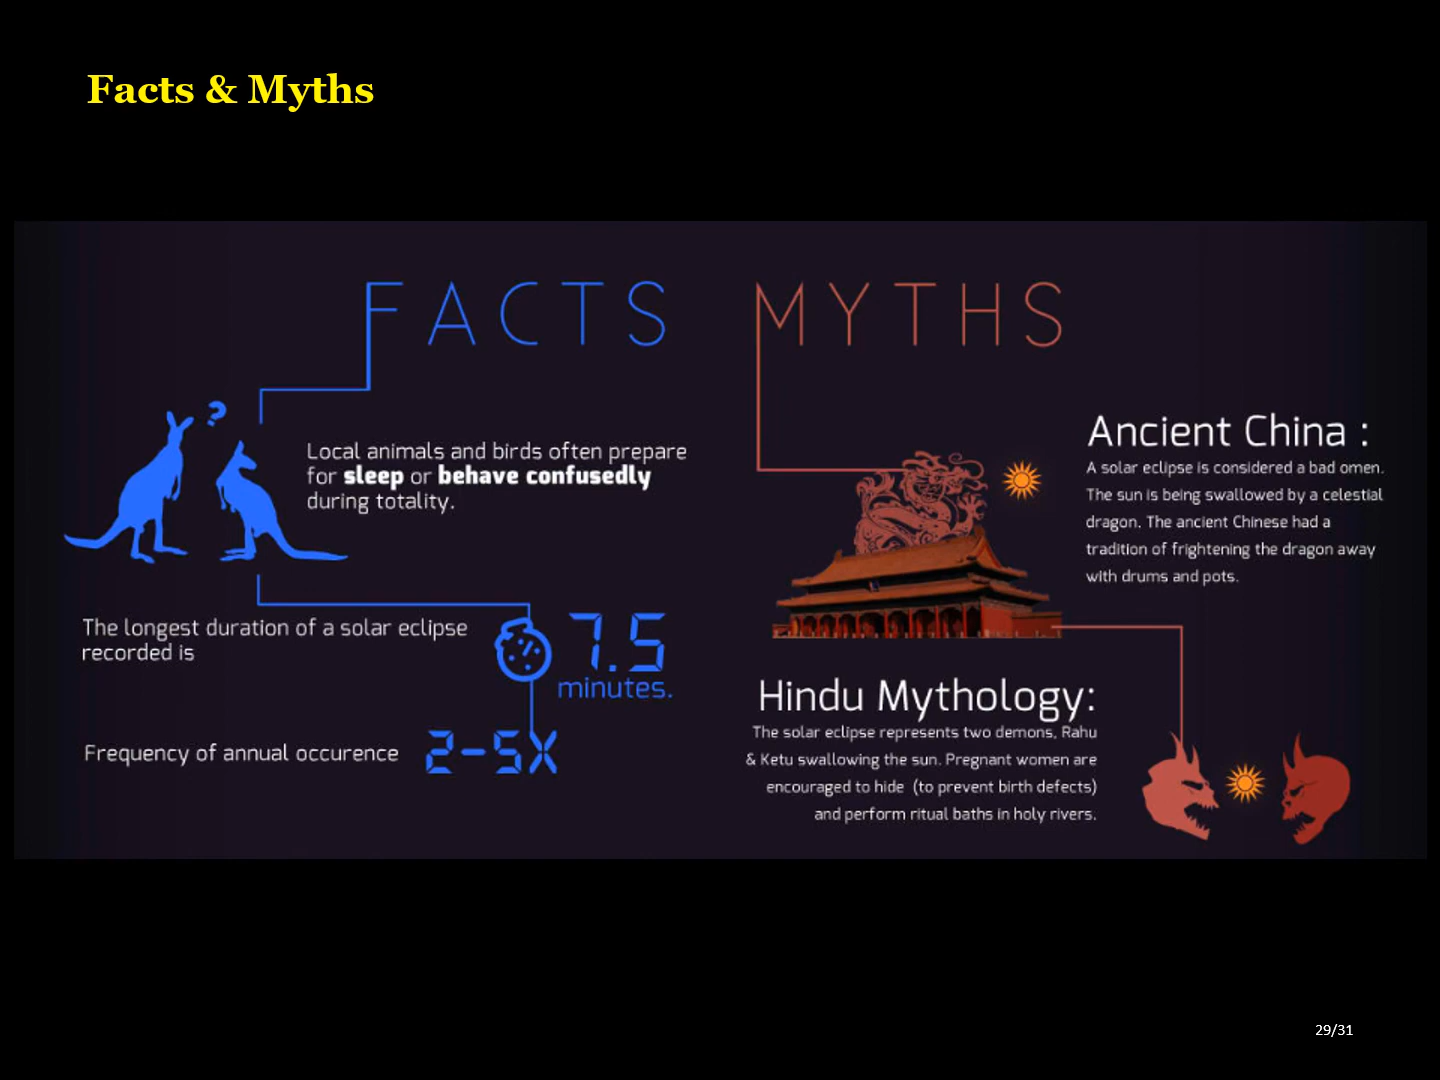 Facts & Myths
FACTS
MYTHS
?
Local animals and birds often prepare
for sleep or behave confusedly
during totality.
The longest duration of a solar eclipse
recorded is
7.5
minutes.
Frequency of annual occurence
2-5X
Ancient China :
A solar eclipse is considered a bad omen.
The sun is being swallowed by a celestial
dragon. The ancient Chinese had a
tradition of frightening the dragon away
with drums and pots.
Hindu Mythology:
The solar eclipse represents two demons, Rahu
& Ketu swallowing the sun. Pregnant women are
encouraged to hide (to prevent birth defects)
and perform ritual baths in holy rivers.
29/31